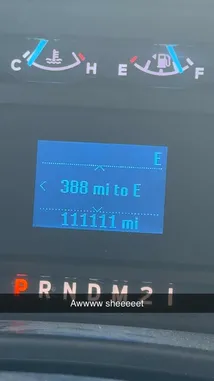 C H E F
E
< 388 mi to E
111111 mi
P R N D M 2 1
Awwww sheeeeet